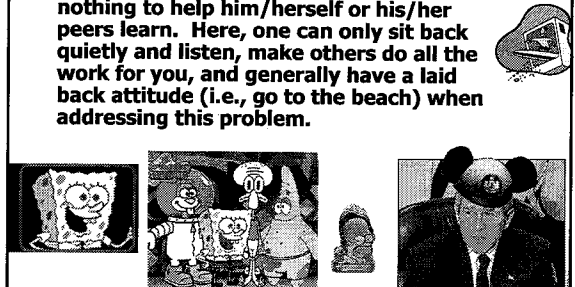 nothing to help him/herself or his/her
peers learn. Here, one can only sit back
quietly and listen, make others do all the
work for you, and generally have a laid
back attitude (i.e., go to the beach) when
addressing this problem.